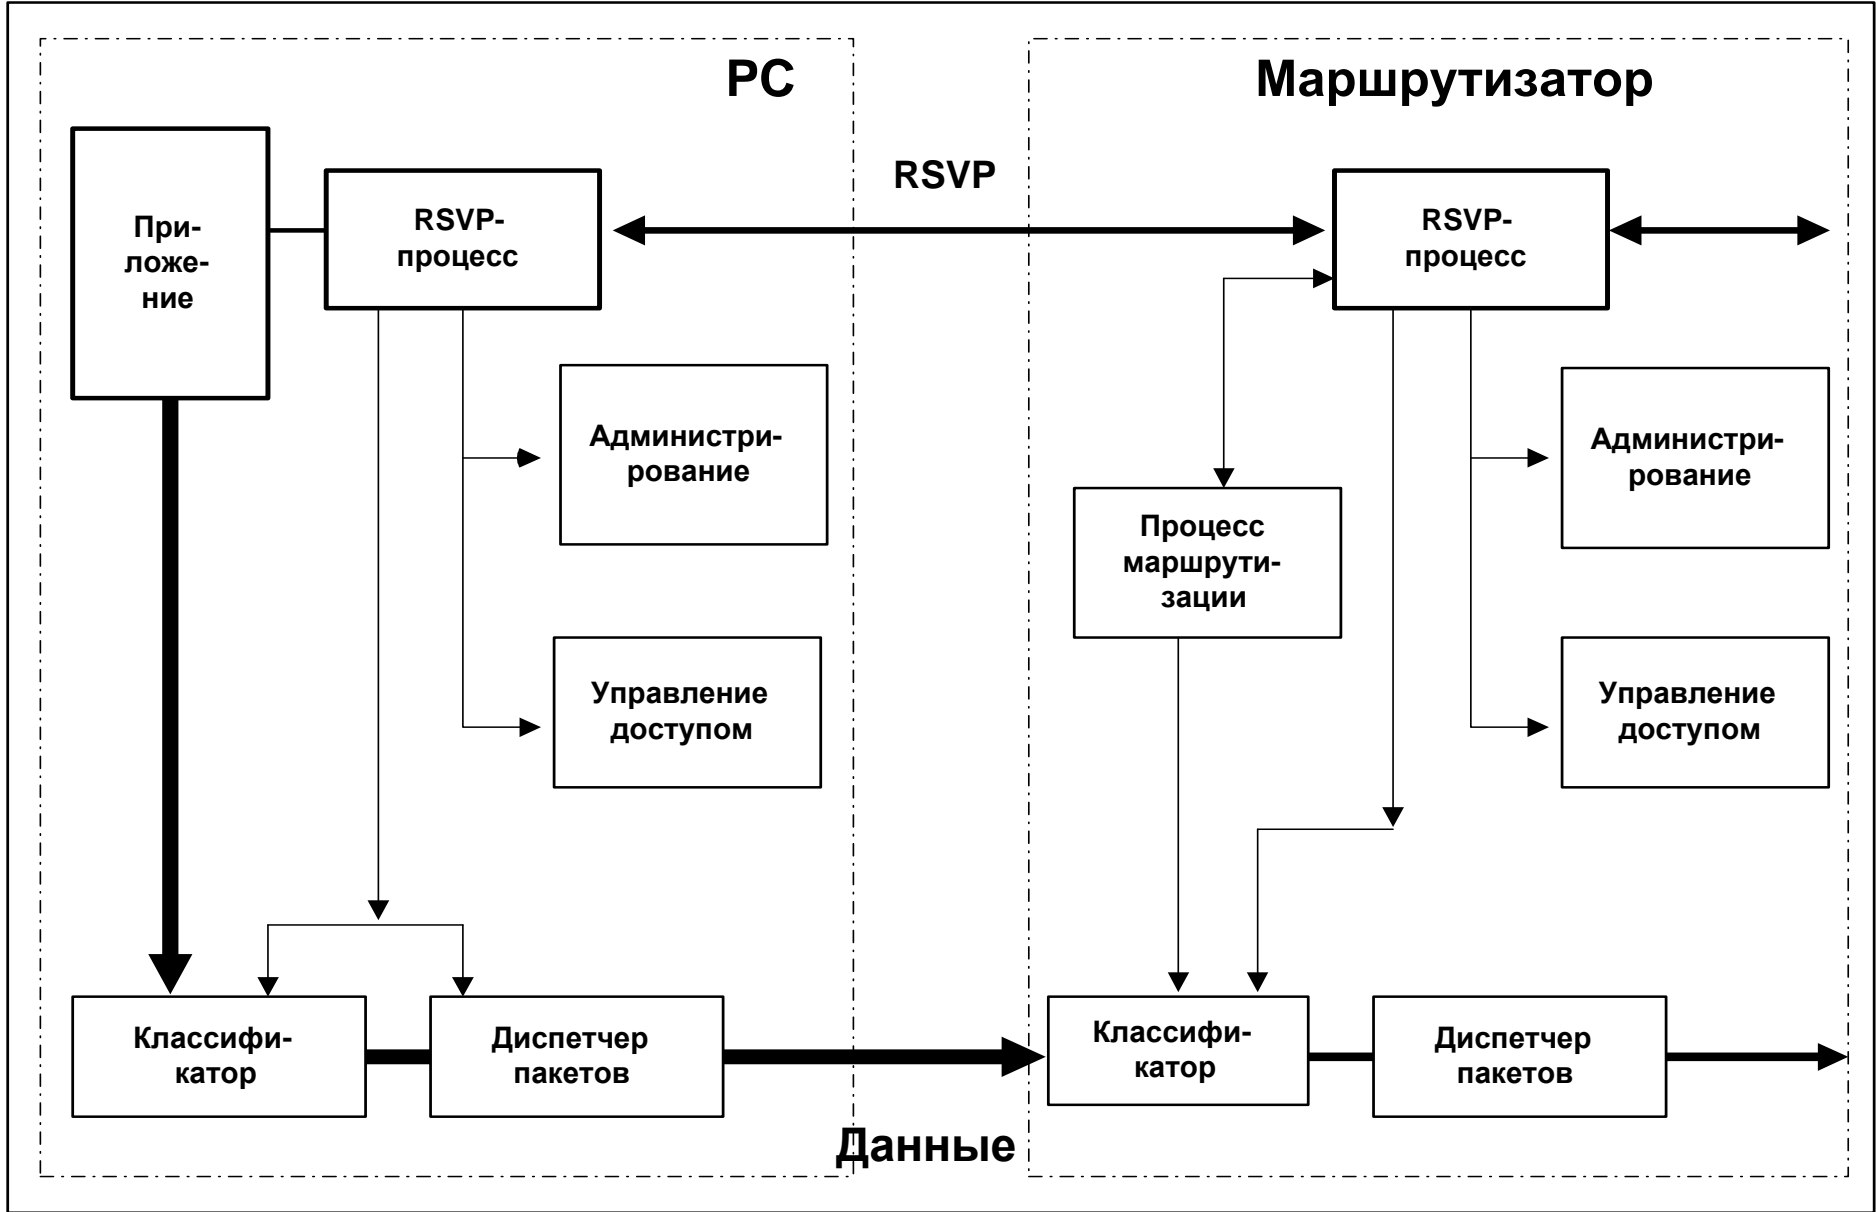 РС
Маршрутизатор
RSVP
При-
ложе-
ние
RSVP-
процесс
RSVP-
процесс
Администри-
рование
Администри-
рование
Процесс
маршрути-
зации
Управление
доступом
Управление
доступом
Классифи-
катор
Диспетчер
пакетов
Классифи-
катор
Диспетчер
пакетов
Данные